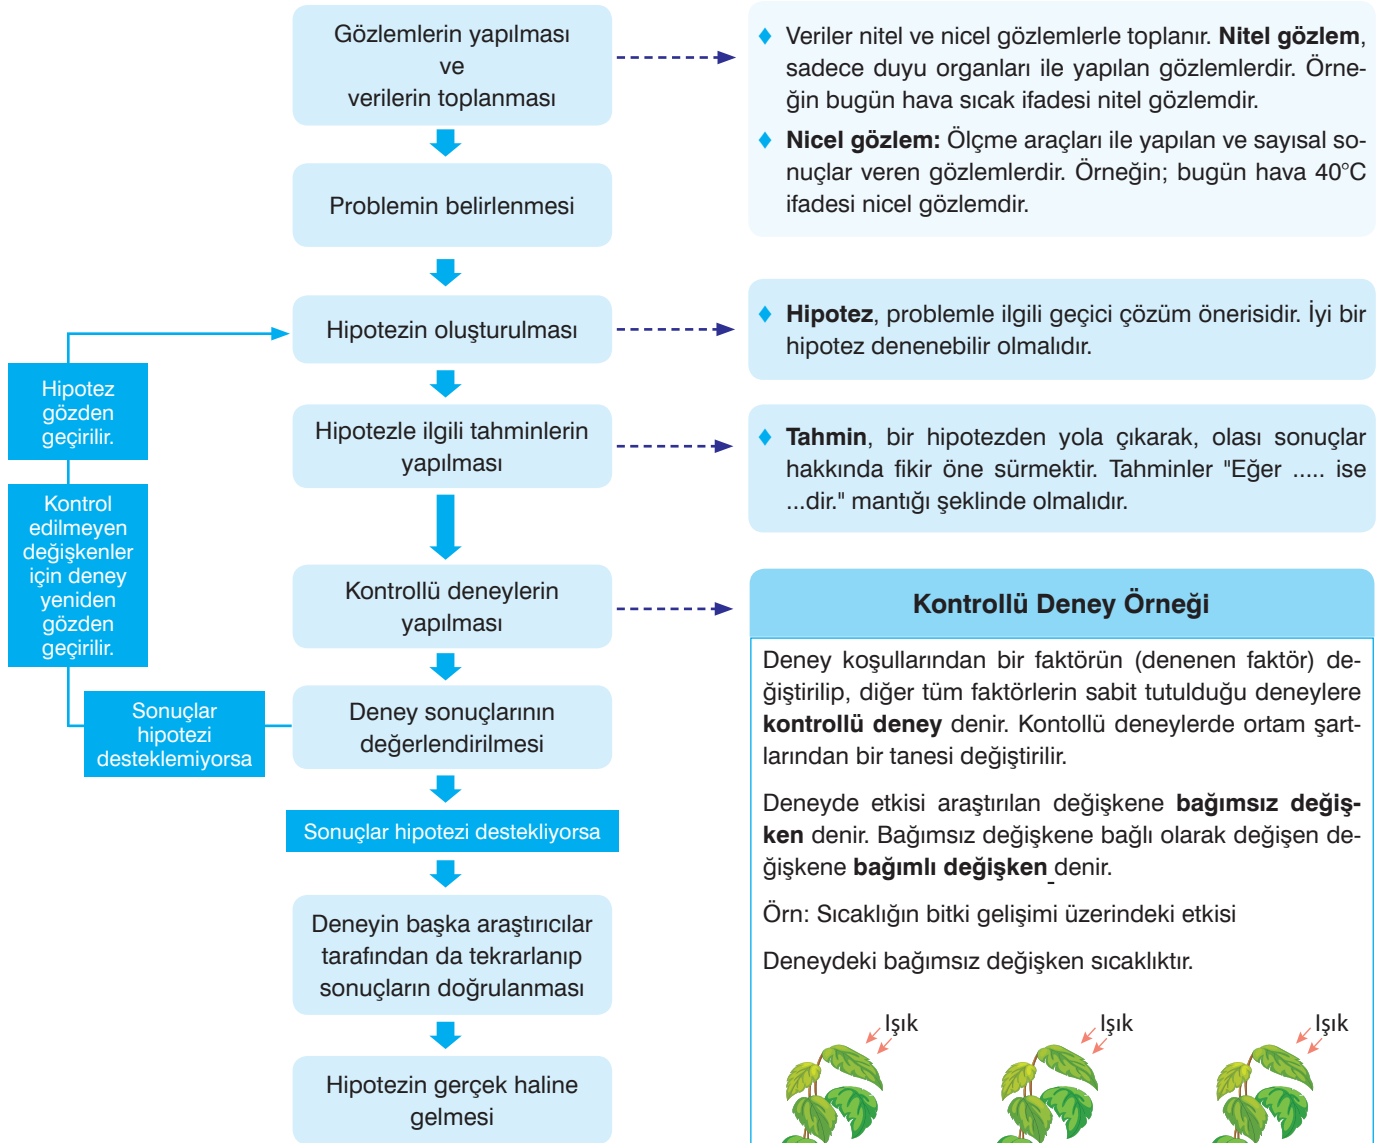 Gözlemlerin yapılması
ve
verilerin toplanması
Problemin belirlenmesi
Hipotezin oluşturulması
Hipotezle ilgili tahminlerin
yapılması
Kontrollü deneylerin
yapılması
Deney sonuçlarının
değerlendirilmesi
Sonuçlar hipotezi destekliyorsa
Deneyin başka araştırıcılar
tarafından da tekrarlanıp
sonuçların doğrulanması
Hipotezin gerçek haline
gelmesi
Sonuçlar
hipotezi
desteklemiyorsa
Kontrol
edilmeyen
değişkenler
için deney
yeniden
gözden
geçirilir.
Hipotez
gözden
geçirilir.
♦ Veriler nitel ve nicel gözlemlerle toplanır. Nitel gözlem,
sadece duyu organları ile yapılan gözlemlerdir. Örne-
ğin bugün hava sıcak ifadesi nitel gözlemdir.
♦ Nicel gözlem: Ölçme araçları ile yapılan ve sayısal so-
nuçlar veren gözlemlerdir. Örneğin; bugün hava 40°C
ifadesi nicel gözlemdir.
♦ Hipotez, problemle ilgili geçici çözüm önerisidir. İyi bir
hipotez denenebilir olmalıdır.
♦ Tahmin, bir hipotezden yola çıkarak, olası sonuçlar
hakkında fikir öne sürmektir. Tahminler "Eğer ..... ise
...dir." mantığı şeklinde olmalıdır.
Kontrollü Deney Örneği
Deney koşullarından bir faktörün (denenen faktör) de-
ğiştirilip, diğer tüm faktörlerin sabit tutulduğu deneylere
kontrollü deney denir. Kontollü deneylerde ortam şart-
larından bir tanesi değiştirilir.
Deneyde etkisi araştırılan değişkene bağımsız değiş-
ken denir. Bağımsız değişkene bağlı olarak değişen de-
ğişkene bağımlı değişken denir.
Örn: Sıcaklığın bitki gelişimi üzerindeki etkisi
Deneydeki bağımsız değişken sıcaklıktır.
Işık
Işık
Işık